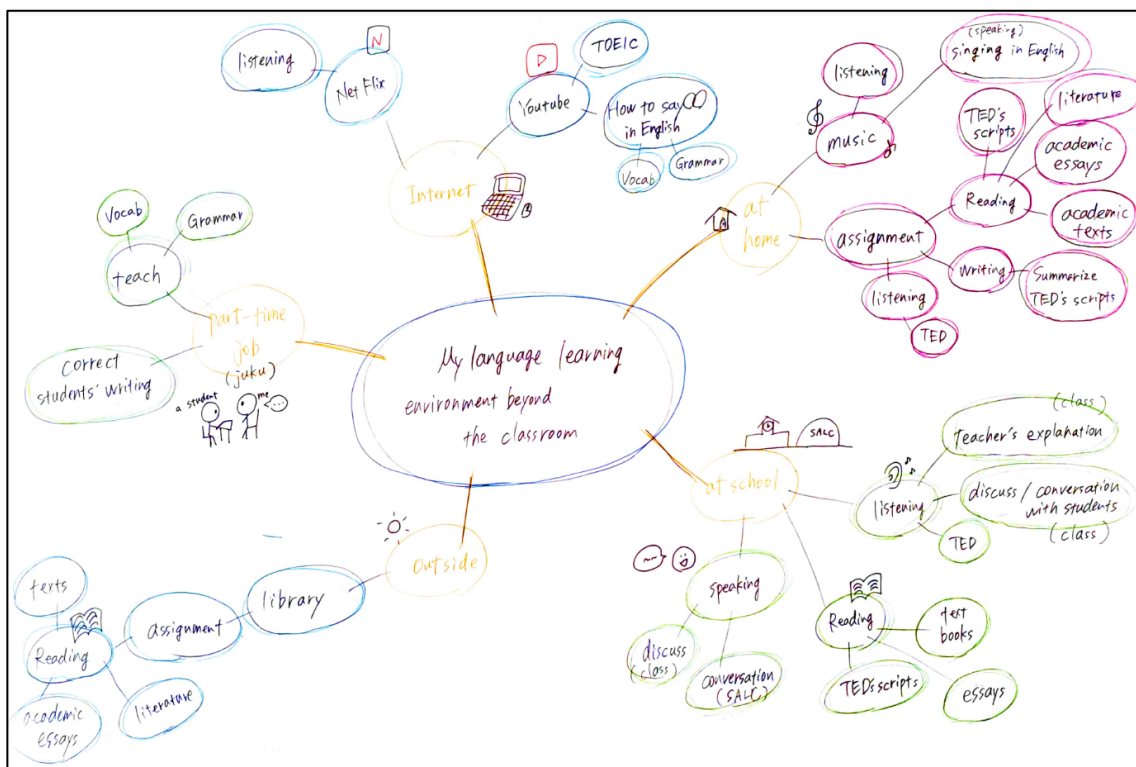 My language learning
environment beyond
the classroom
Internet
Net Flix
N
listening
Youtube
TOEIC
How to say
in English
Vocab
Grammar
at
home
music
listening
(speaking)
singing in English
assignment
Reading
TED's
scripts
literature
academic
essays
academic
texts
writing
Summarize
TED's scripts
listening
TED
at school
SALC
listening
(class)
teacher's explanation
discuss / conversation
with students
(class)
TED
Reading
text
books
essays
TED's scripts
speaking
discuss
(class)
conversation
(SALC)
outside
library
assignment
Reading
texts
literature
academic
essays
part-time
job
(juku)
a student
me
teach
Vocab
Grammar
correct
students' writing